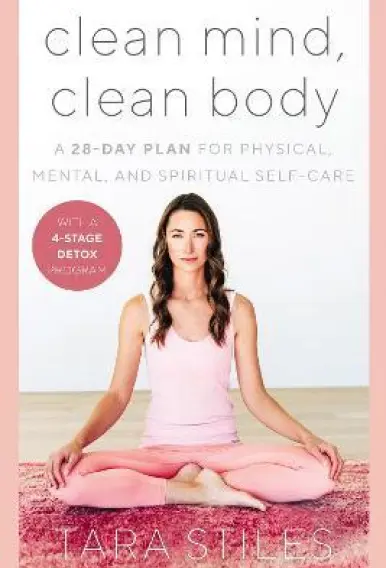 clean mind,
clean body
A 28-DAY PLAN FOR PHYSICAL,
MENTAL, AND SPIRITUAL SELF-CARE
WITH A
4-STAGE
DETOX
PROGRAM
TARA STILES